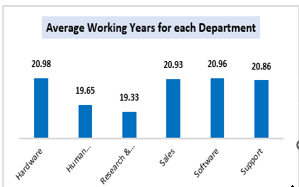 Average Working Years for each Department
20.98
19.65
19.33
20.93
20.96
20.86
Hardware
Human...
Research &...
Sales
Software
Support